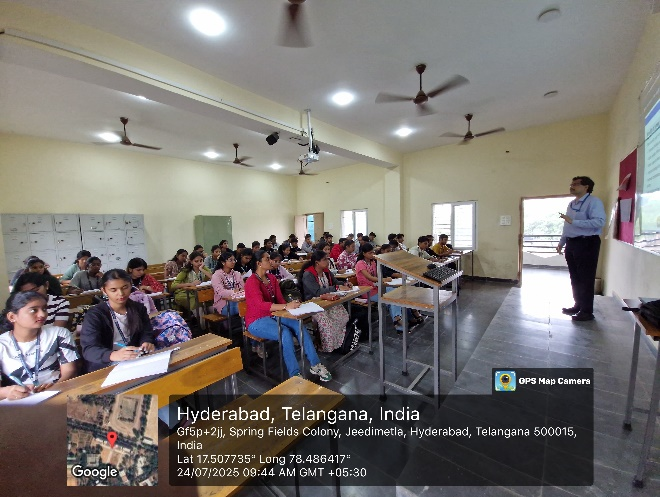 GPS Map Camera
Hyderabad, Telangana, India
Gf5p+2jj, Spring Fields Colony, Jeedimetla, Hyderabad, Telangana 500015,
India
Lat 17.507735° Long 78.486417°
24/07/2025 09:44 AM GMT +05:30
Google